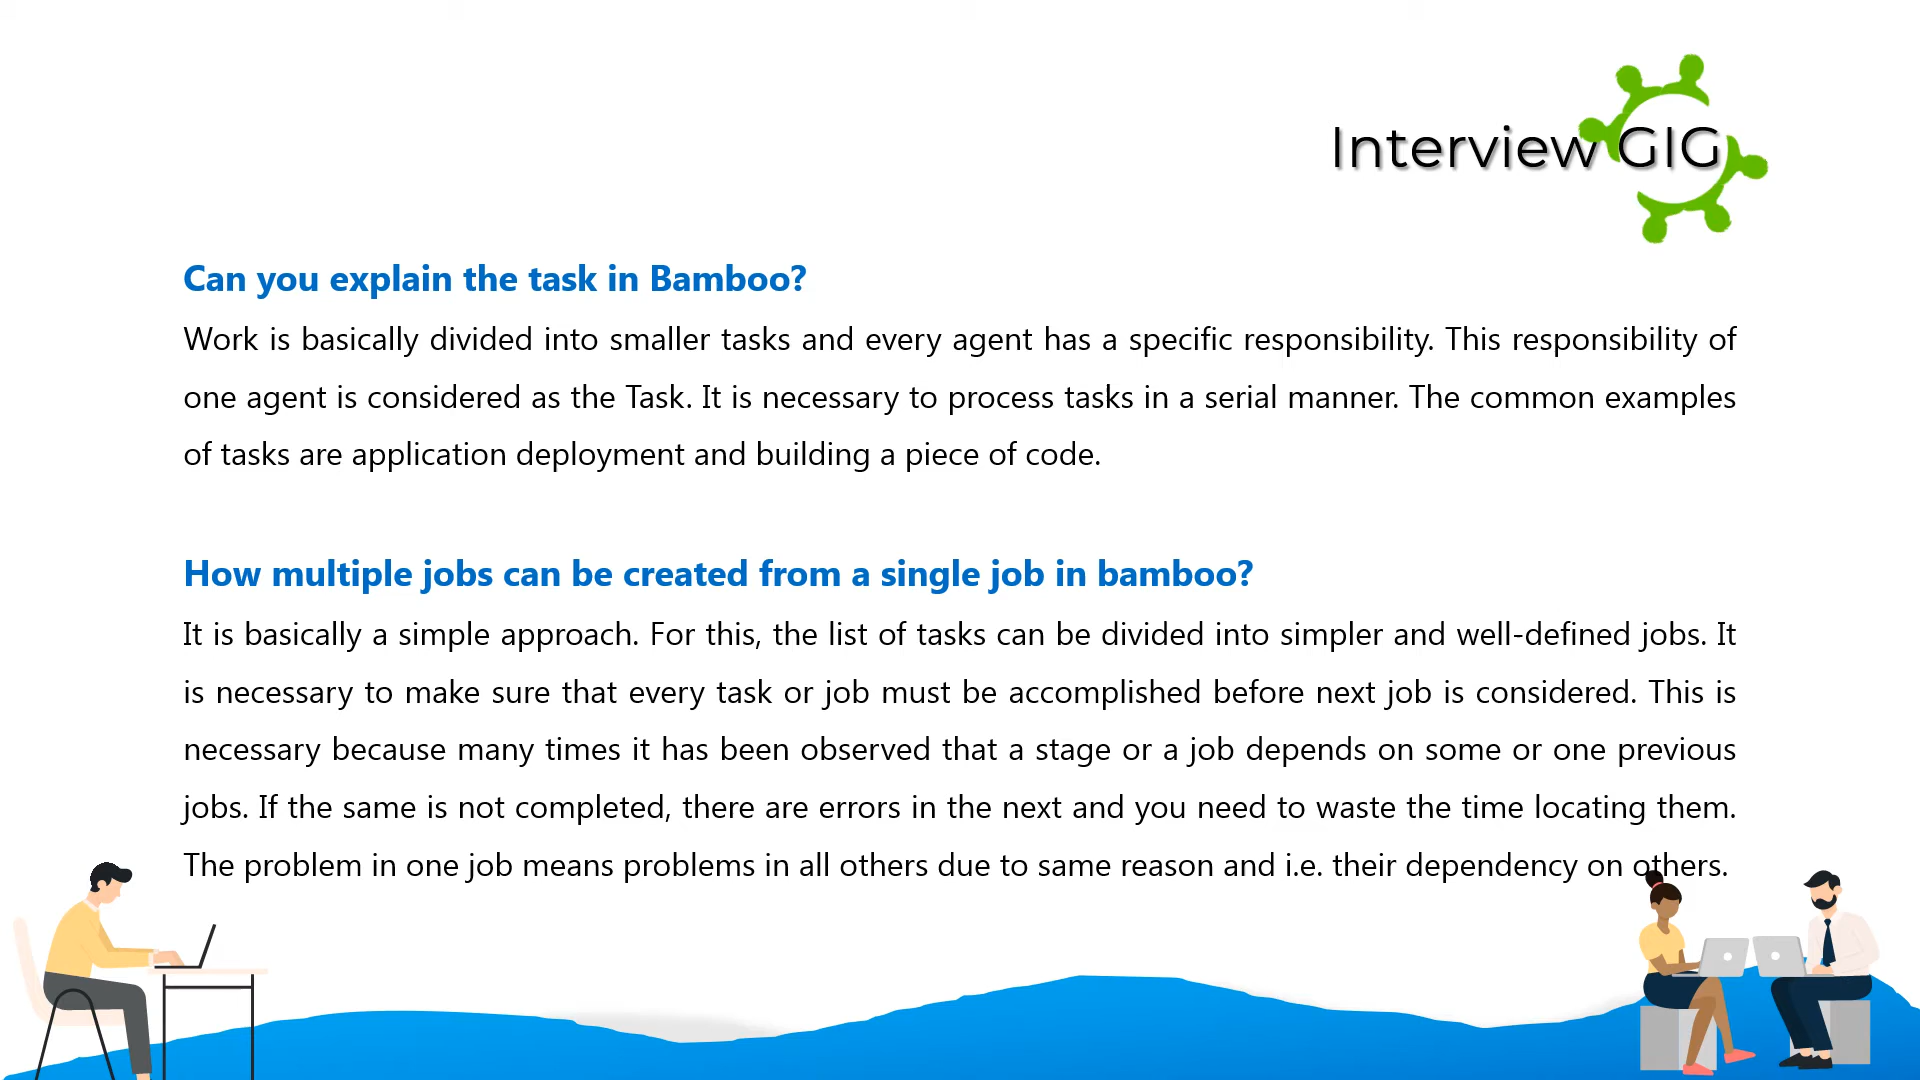 Interview GIG
Can you explain the task in Bamboo?
Work is basically divided into smaller tasks and every agent has a specific responsibility. This responsibility of
one agent is considered as the Task. It is necessary to process tasks in a serial manner. The common examples
of tasks are application deployment and building a piece of code.
How multiple jobs can be created from a single job in bamboo?
It is basically a simple approach. For this, the list of tasks can be divided into simpler and well-defined jobs. It
is necessary to make sure that every task or job must be accomplished before next job is considered. This is
necessary because many times it has been observed that a stage or a job depends on some or one previous
jobs. If the same is not completed, there are errors in the next and you need to waste the time locating them.
The problem in one job means problems in all others due to same reason and i.e. their dependency on others.